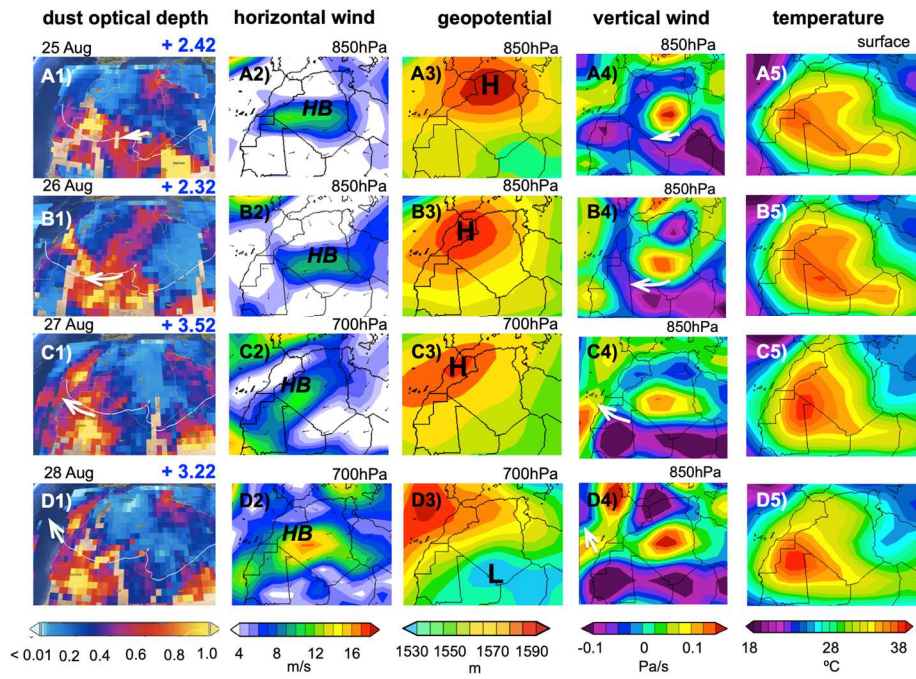 dust optical depth horizontal wind geopotential vertical wind temperature
25 Aug + 2.42 850hPa 850hPa 850hPa surface
A1) A2) HB A3) H A4) A5)
26 Aug + 2.32 850hPa 850hPa 850hPa
B1) B2) HB B3) H B4) B5)
27 Aug + 3.52 700hPa 700hPa 850hPa
C1) C2) HB C3) H C4) C5)
28 Aug + 3.22 700hPa 700hPa 850hPa
D1) D2) HB D3) L D4) D5)
< 0.01 0.2 0.4 0.6 0.8 1.0 4 8 12 16 1530 1550 1570 1590 -0.1 0 0.1 18 28 38
m/s m Pa/s ºC